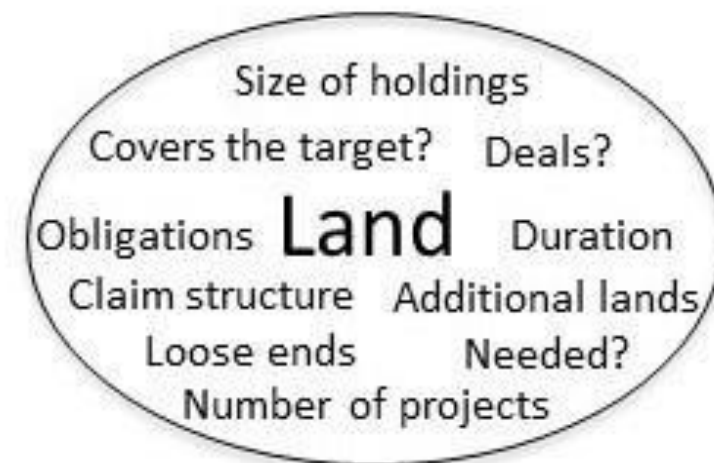 Size of holdings
Covers the target? Deals?
Obligations Land Duration
Claim structure Additional lands
Loose ends Needed?
Number of projects